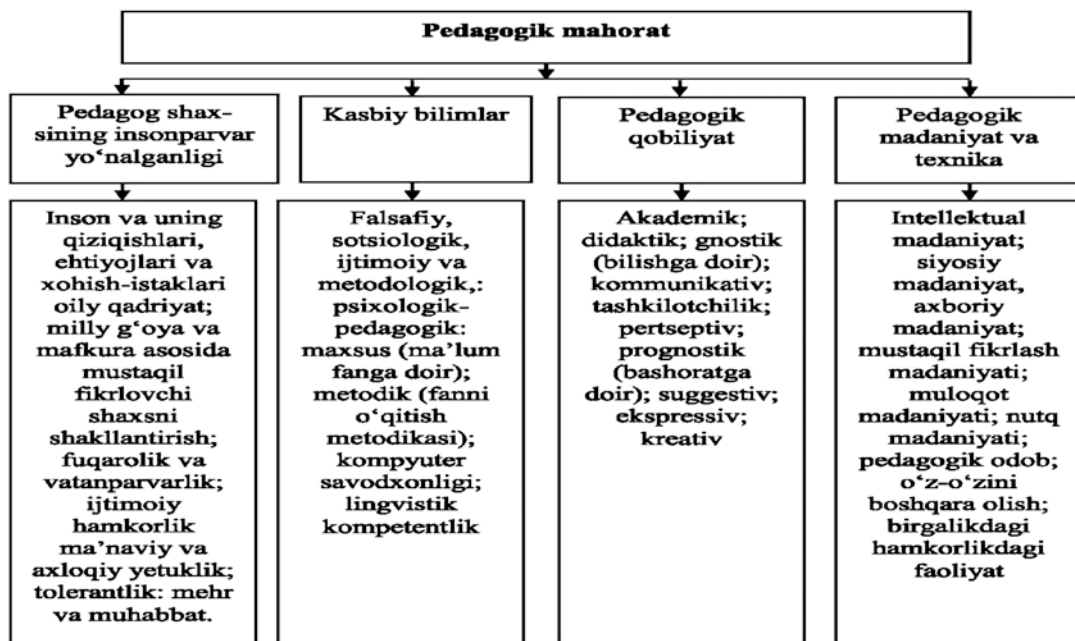 Pedagogik mahorat
Pedagog shax-
sining insonparvar
yo‘nalganligi
Kasbiy bilimlar
Pedagogik
qobiliyat
Pedagogik
madaniyat va
texnika
Inson va uning
qiziqishlari,
ehtiyojlari va
xohish-istaklari
oily qadriyat;
milly g‘oya va
mafkura asosida
mustaqil
fikrlovchi
shaxsni
shakllantirish;
fuqarolik va
vatanparvarlik;
ijtimoiy
hamkorlik
ma’naviy va
axloqiy yetuklik;
tolerantlik: mehr
va muhabbat.
Falsafiy,
sotsiologik,
ijtimoiy va
metodologik,:
psixologik-
pedagogik:
maxsus (ma’lum
fanga doir);
metodik (fanni
o‘qitish
metodikasi);
kompyuter
savodxonligi;
lingvistik
kompetentlik
Akademik;
didaktik; gnostik
(bilishga doir);
kommunikativ;
tashkilotchilik;
pertseptiv;
prognostik
(bashoratga
doir); suggestiv;
ekspressiv;
kreativ
Intellektual
madaniyat;
siyosiy
madaniyat,
axboriy
madaniyat;
mustaqil fikrlash
madaniyati;
muloqot
madaniyati; nutq
madaniyati;
pedagogik odob;
o‘z-o‘zini
boshqara olish;
birgalikdagi
hamkorlikdagi
faoliyat